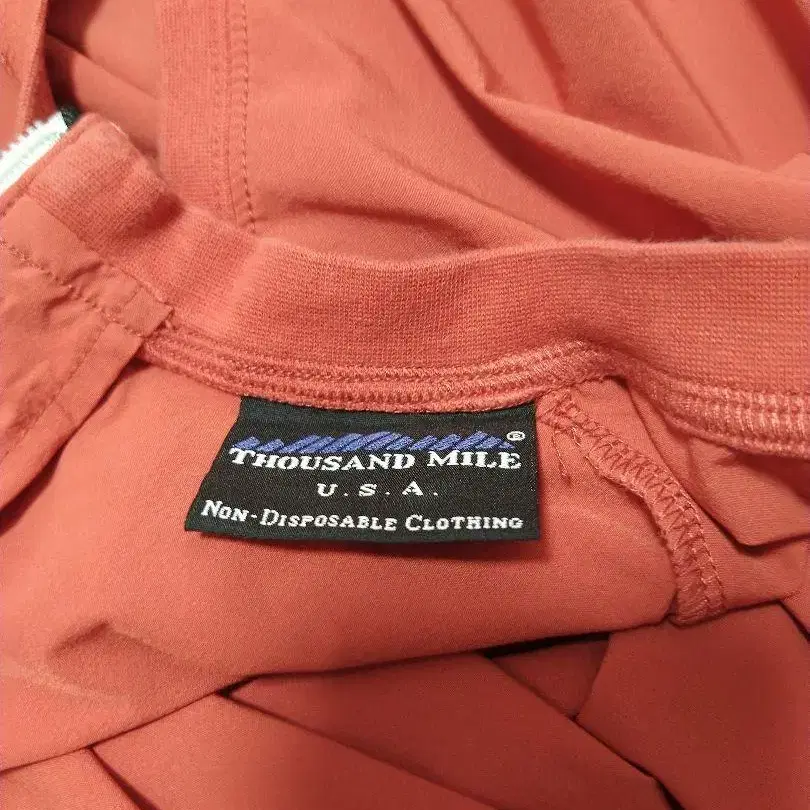 THOUSAND MILE ®
U.S.A.
NON-DISPOSABLE CLOTHING